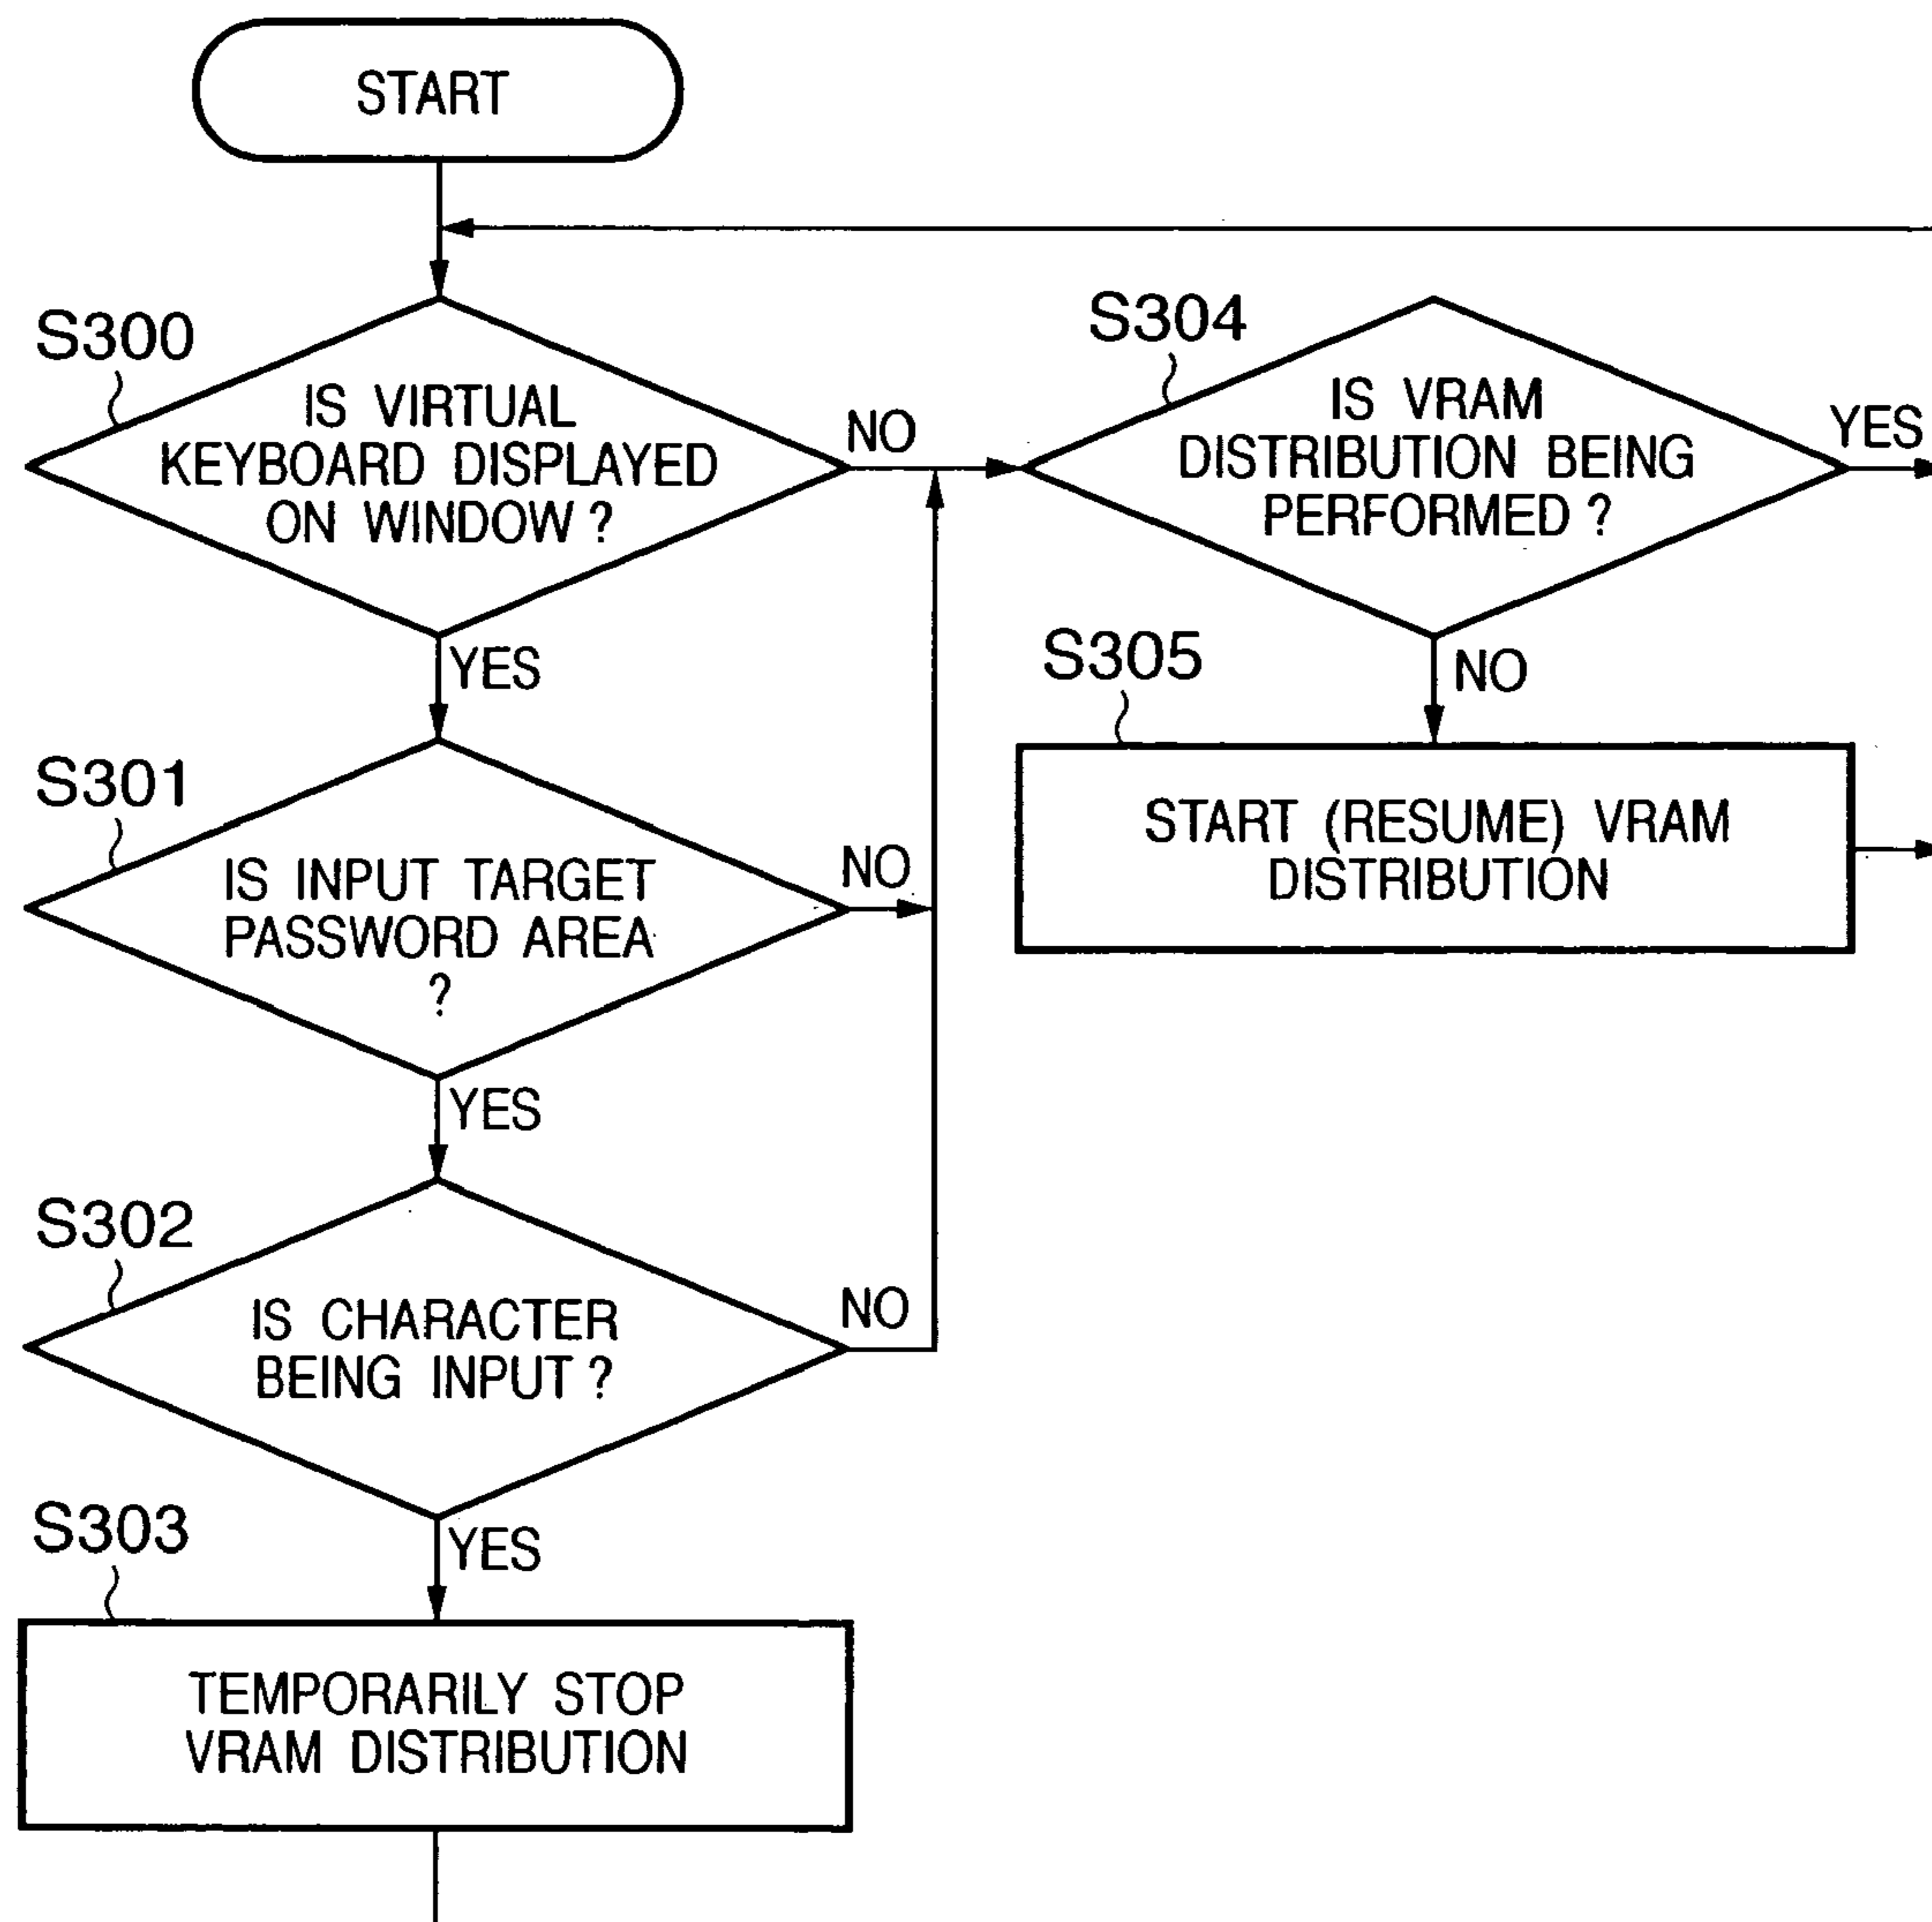 START
S300
IS VIRTUAL
KEYBOARD DISPLAYED
ON WINDOW ?
NO
YES
S304
IS VRAM
DISTRIBUTION BEING
PERFORMED ?
YES
NO
S305
START (RESUME) VRAM
DISTRIBUTION
S301
IS INPUT TARGET
PASSWORD AREA
?
NO
YES
S302
IS CHARACTER
BEING INPUT ?
NO
YES
S303
TEMPORARILY STOP
VRAM DISTRIBUTION